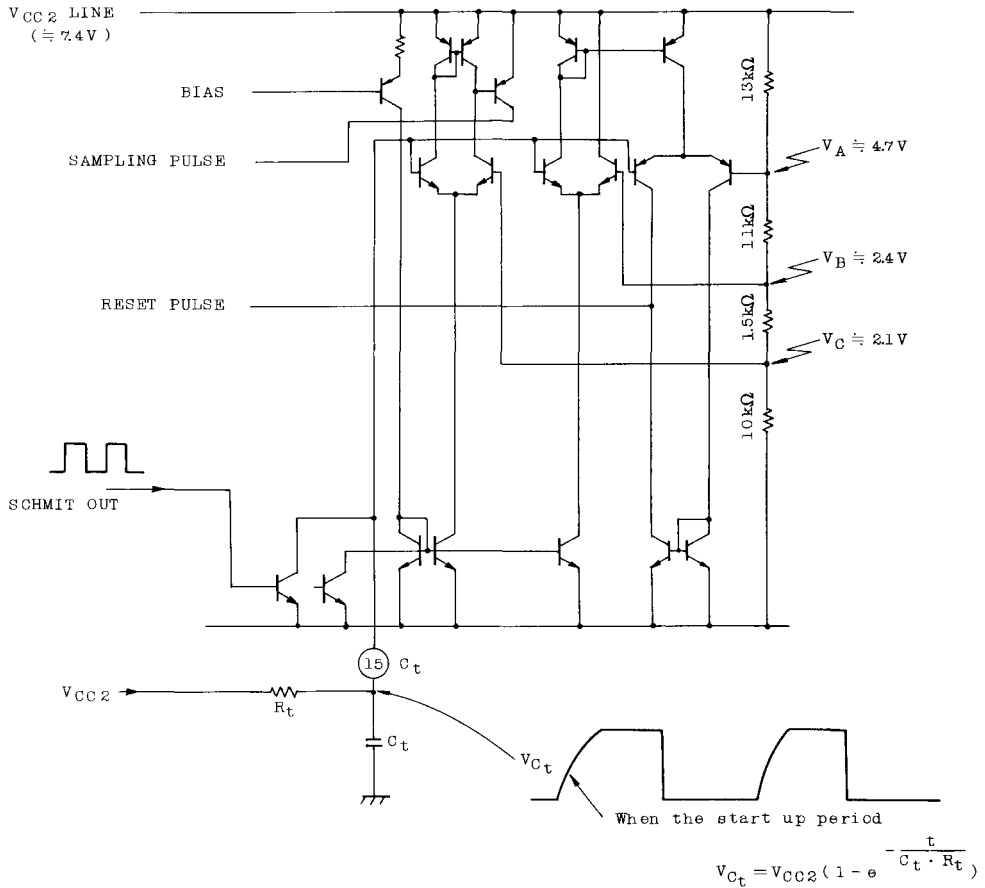 VCC2 LINE
(≒ 7.4V)
BIAS
SAMPLING PULSE
13kΩ
VA ≒ 4.7V
11kΩ
VB ≒ 2.4V
RESET PULSE
1.5kΩ
VC ≒ 2.1V
10kΩ
SCHMIT OUT
15 Ct
VCC2
Rt
Ct
VCt
When the start up period
VCt = VCC2 (1 - e^-t/(Ct · Rt))